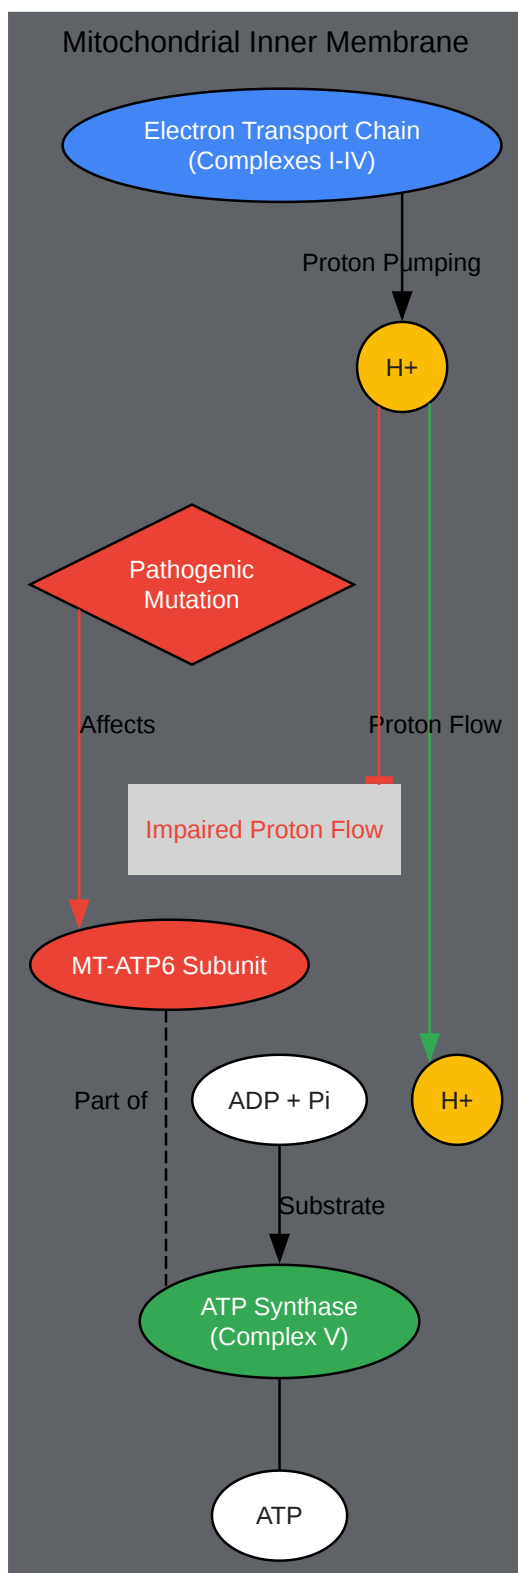 Mitochondrial Inner Membrane
Electron Transport Chain
(Complexes I-IV)
Proton Pumping
H+
Pathogenic
Mutation
Affects
Proton Flow
Impaired Proton Flow
MT-ATP6 Subunit
Part of
ADP + Pi
H+
Substrate
ATP Synthase
(Complex V)
ATP